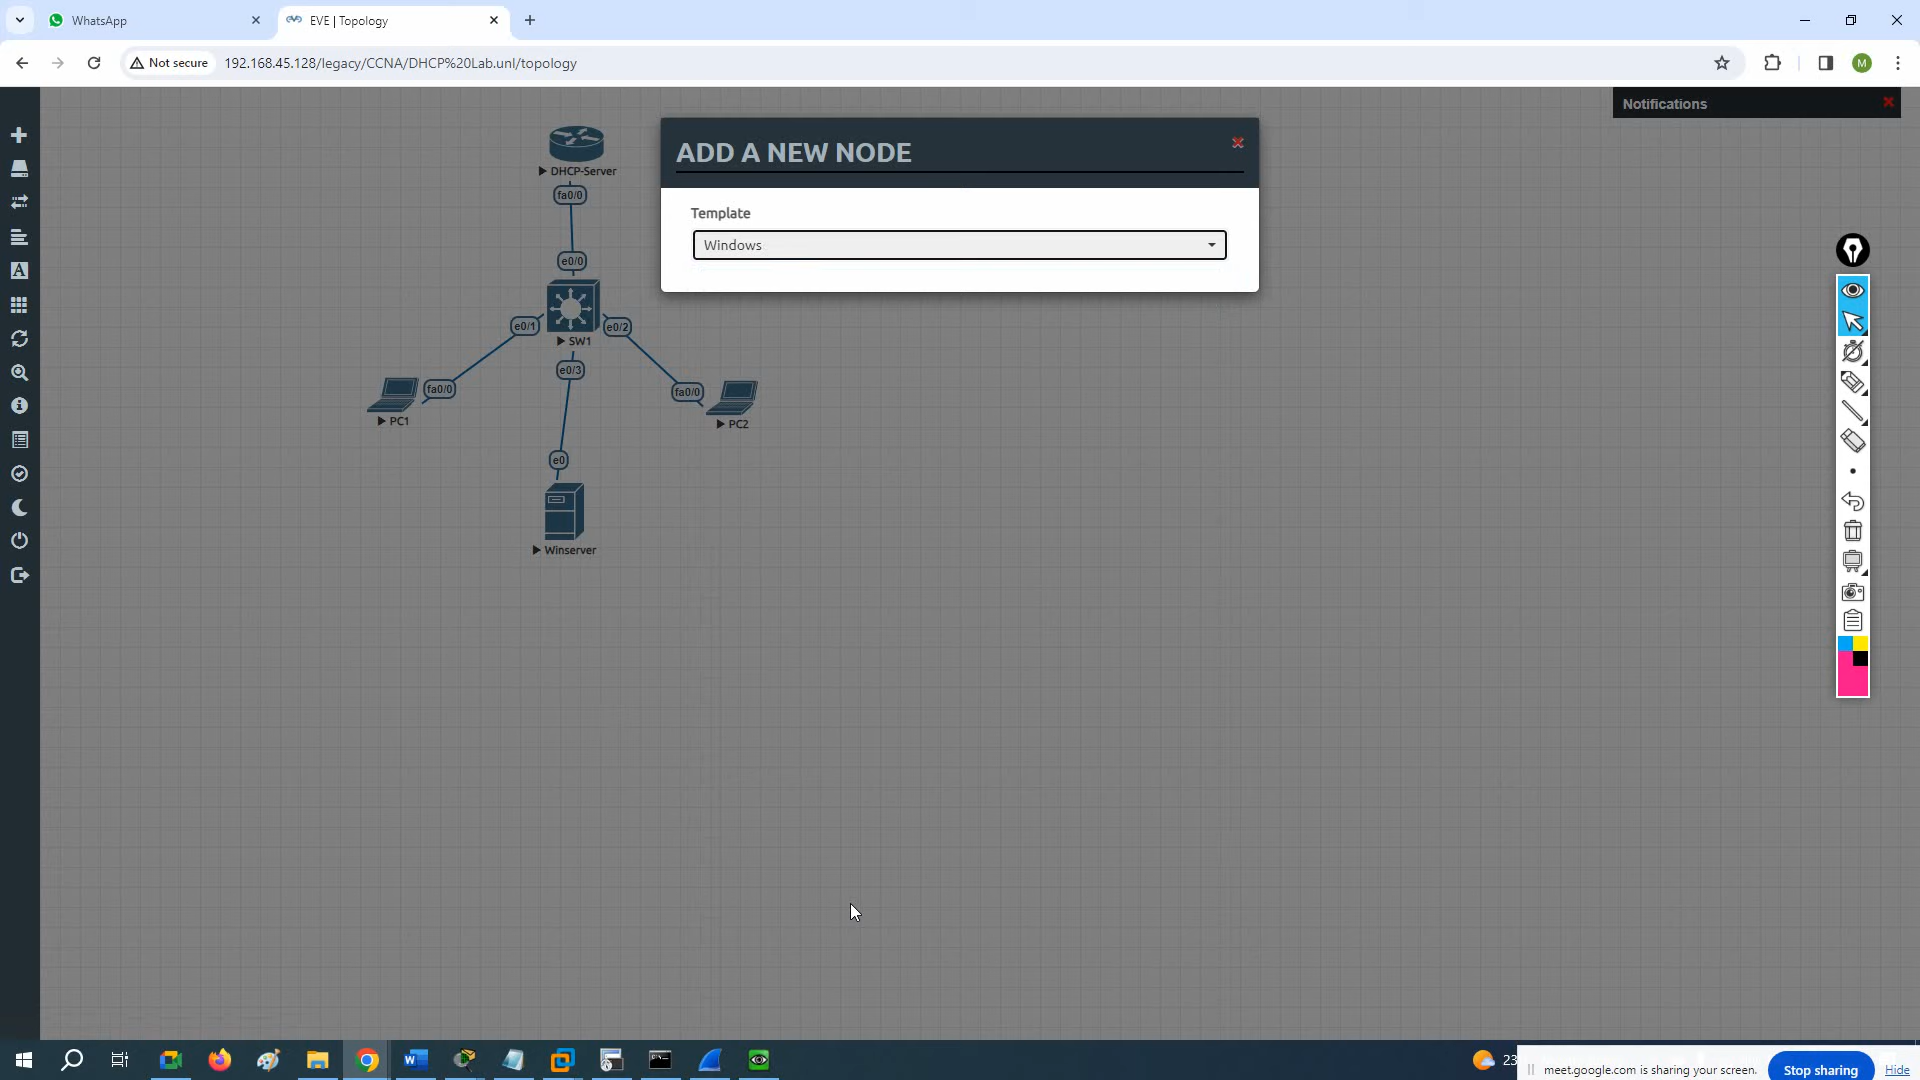 WhatsApp
EVE | Topology
Not secure
192.168.45.128/legacy/CCNA/DHCP%20Lab.unl/topology
M
Notifications
ADD A NEW NODE
Template
Windows
DHCP-Server
fa0/0
e0/0
e0/1
e0/2
SW1
e0/3
fa0/0
fa0/0
PC1
PC2
e0
Winserver
A
23
meet.google.com is sharing your screen.
Stop sharing
Hide